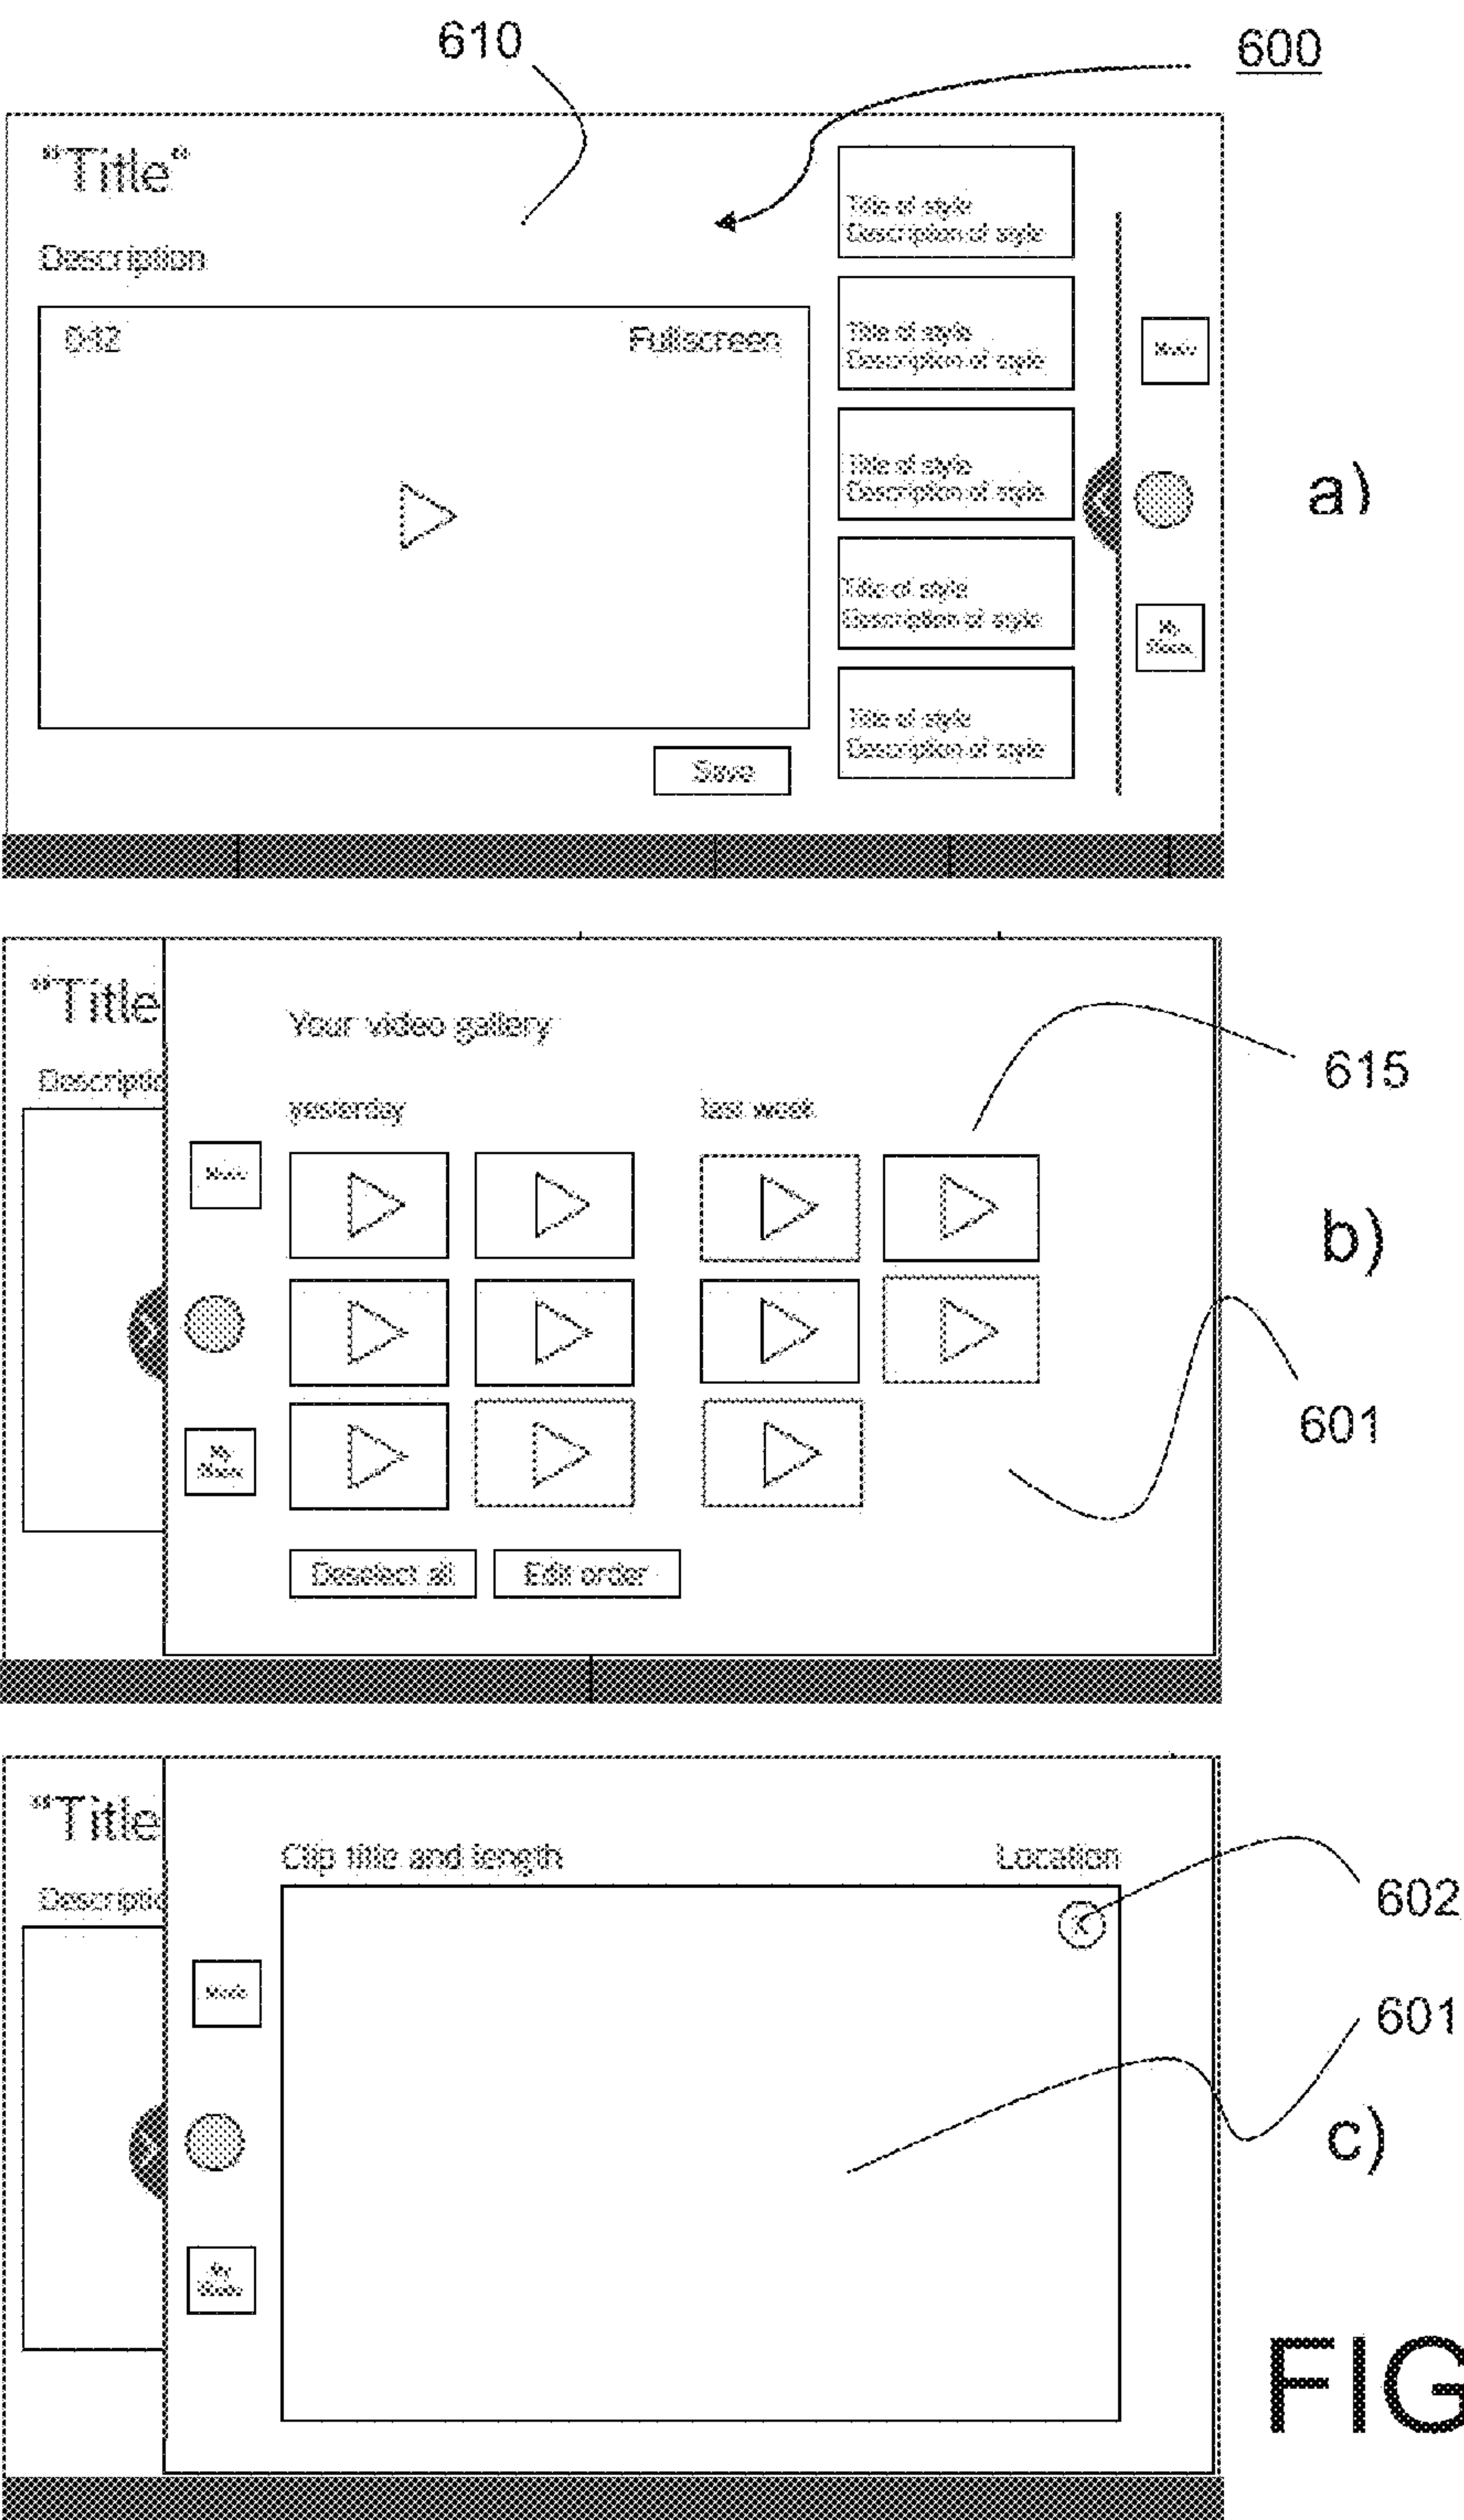 610
600
"Title"
Description
0:12
Fullscreen
Title of style
Description of style
Title of style
Description of style
Title of style
Description of style
Title of style
Description of style
Title of style
Description of style
Save
a)
"Title
Descriptio
Your video gallery
yesterday
last week
615
b)
601
My
Deselect all
Edit order
"Title
Descriptio
Clip title and length
Location
602
601
c)
FIG